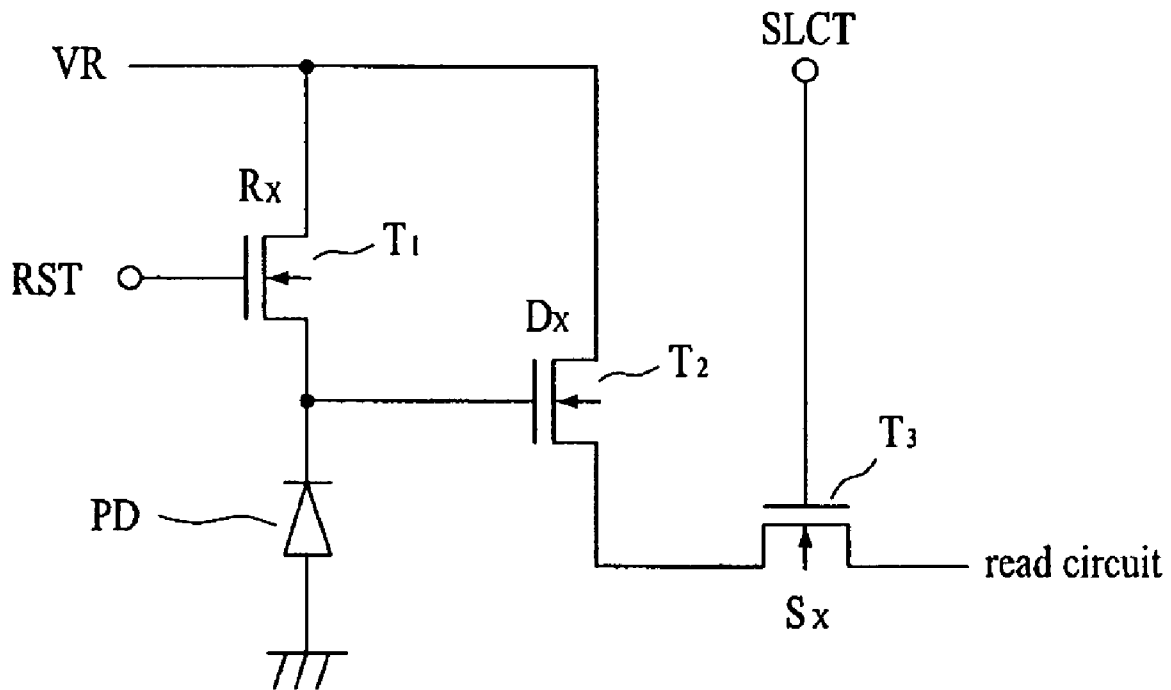 SLCT
VR
Rx
T1
RST
Dx
T2
T3
PD
read circuit
Sx